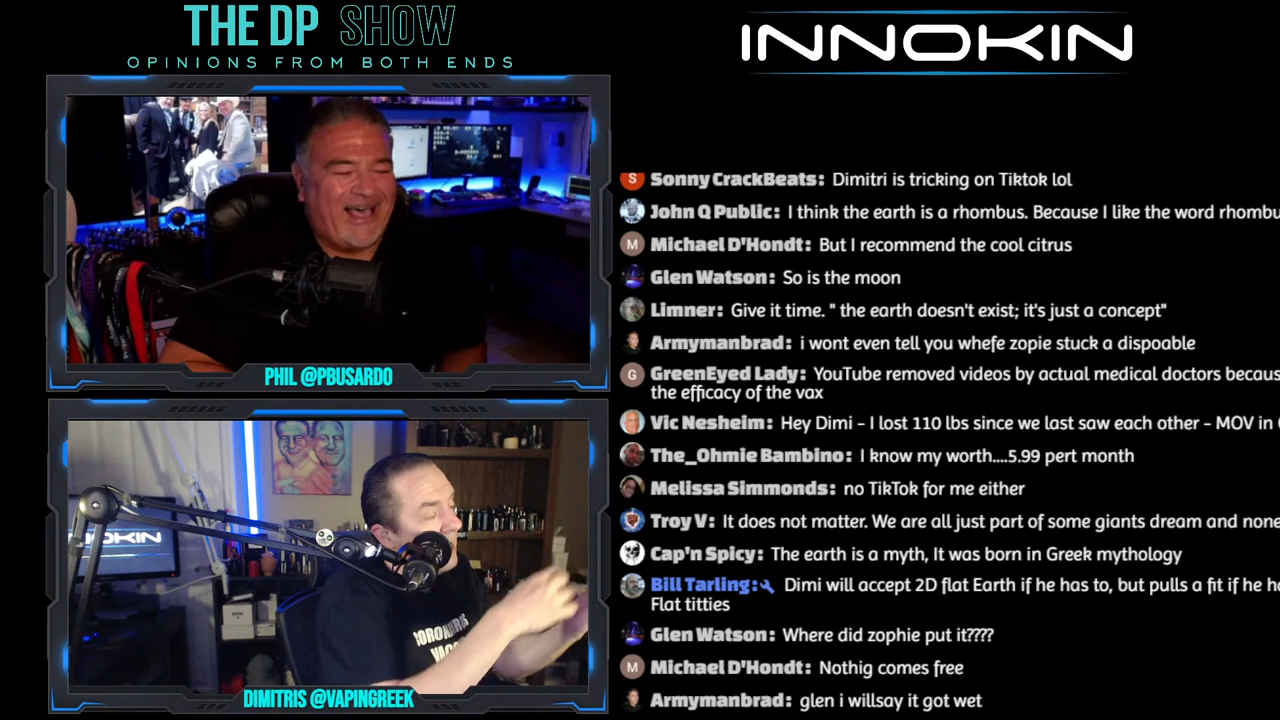 THE DP SHOW
OPINIONS FROM BOTH ENDS
INNOKIN
PHIL @PBUSARDO
NOKIN
DIMITRIS @VAPINGREEK
S Sonny CrackBeats: Dimitri is tricking on Tiktok lol
John Q Public: I think the earth is a rhombus. Because I like the word rhombu
M Michael D'Hondt: But I recommend the cool citrus
Glen Watson: So is the moon
Limner: Give it time. " the earth doesn't exist; it's just a concept"
Armymanbrad: i wont even tell you whefe zopie stuck a dispoable
G GreenEyed Lady: YouTube removed videos by actual medical doctors becaus
the efficacy of the vax
Vic Nesheim: Hey Dimi - I lost 110 lbs since we last saw each other - MOV in
The_Ohmie Bambino: I know my worth....5.99 pert month
Melissa Simmonds: no TikTok for me either
Troy V: It does not matter. We are all just part of some giants dream and none
Cap'n Spicy: The earth is a myth, It was born in Greek mythology
Bill Tarling: Dimi will accept 2D flat Earth if he has to, but pulls a fit if he ha
Flat titties
Glen Watson: Where did zophie put it????
M Michael D'Hondt: Nothig comes free
Armymanbrad: glen i willsay it got wet